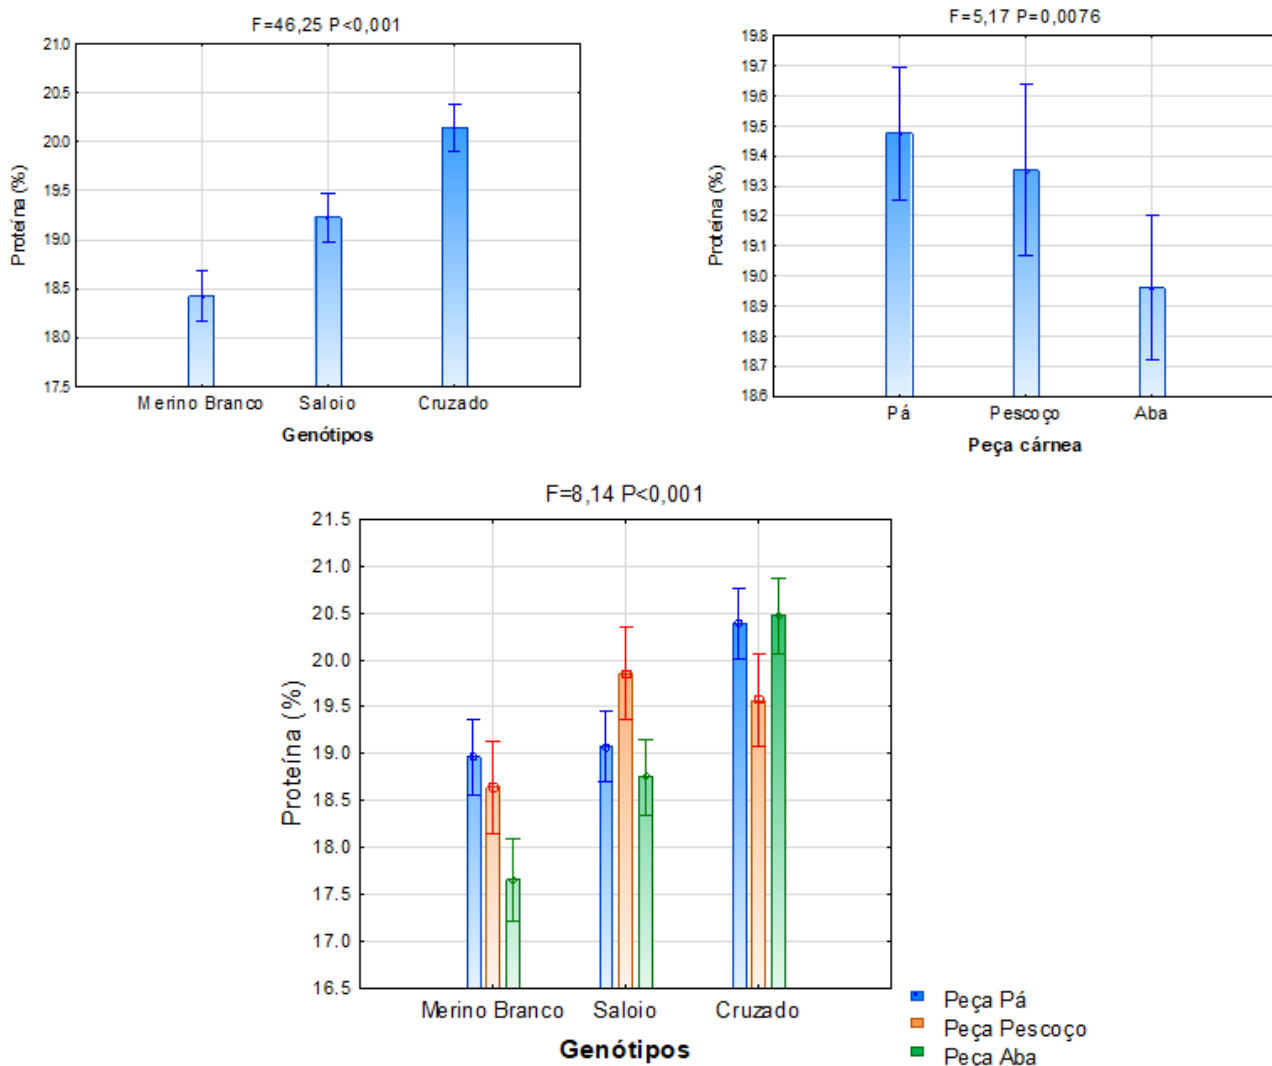 F=46,25 P<0,001
21.0
20.5
20.0
19.5
19.0
18.5
18.0
17.5
Proteína (%)
Merino Branco Saloio Cruzado
Genótipos
F=5,17 P=0,0076
19.8
19.7
19.6
19.5
19.4
19.3
19.2
19.1
19.0
18.9
18.8
18.7
18.6
Proteína (%)
Pá Pescoço Aba
Peça cárnea
F=8,14 P<0,001
21.5
21.0
20.5
20.0
19.5
19.0
18.5
18.0
17.5
17.0
16.5
Proteína (%)
Merino Branco Saloio Cruzado
Genótipos
Peça Pá
Peça Pescoço
Peca Aba